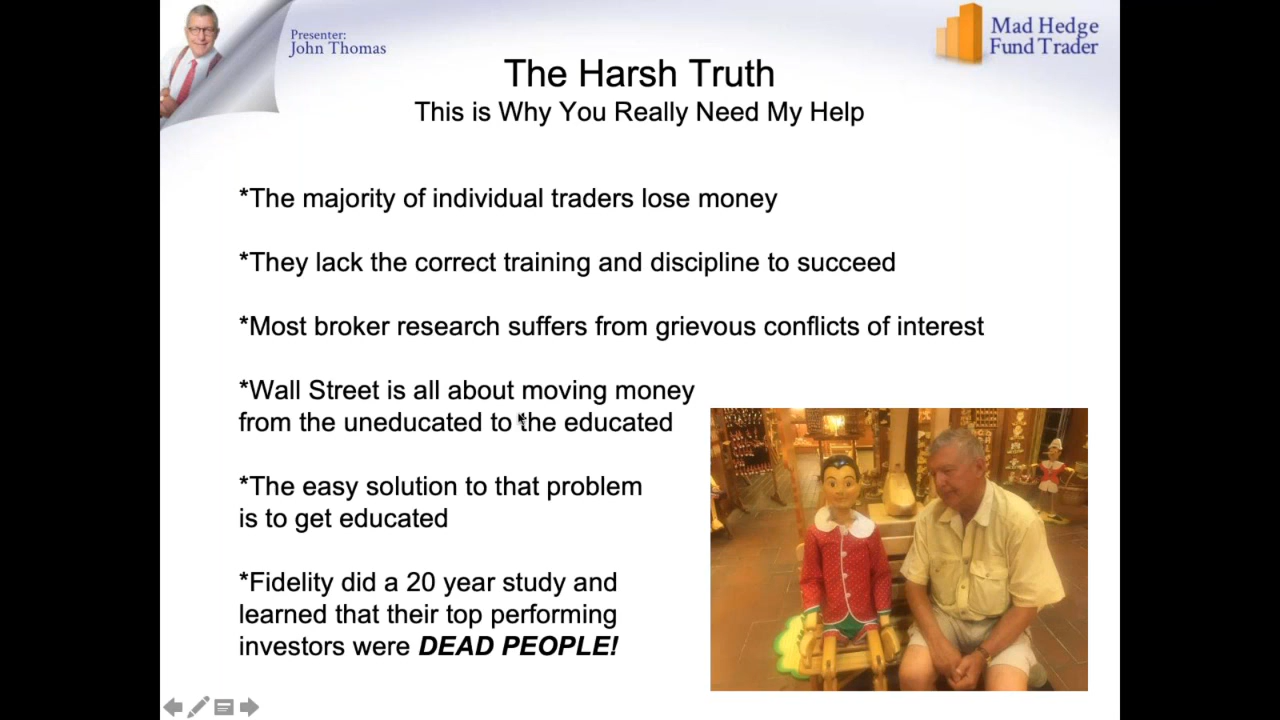 Presenter:
John Thomas
Mad Hedge
Fund Trader
The Harsh Truth
This is Why You Really Need My Help
*The majority of individual traders lose money
*They lack the correct training and discipline to succeed
*Most broker research suffers from grievous conflicts of interest
*Wall Street is all about moving money
from the uneducated to the educated
*The easy solution to that problem
is to get educated
*Fidelity did a 20 year study and
learned that their top performing
investors were DEAD PEOPLE!